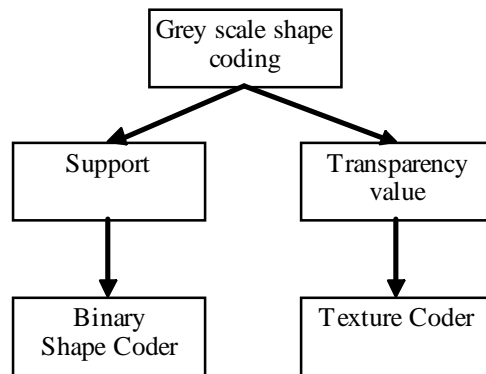 Grey scale shape
coding
Support
Transparency
value
Binary
Shape Coder
Texture Coder